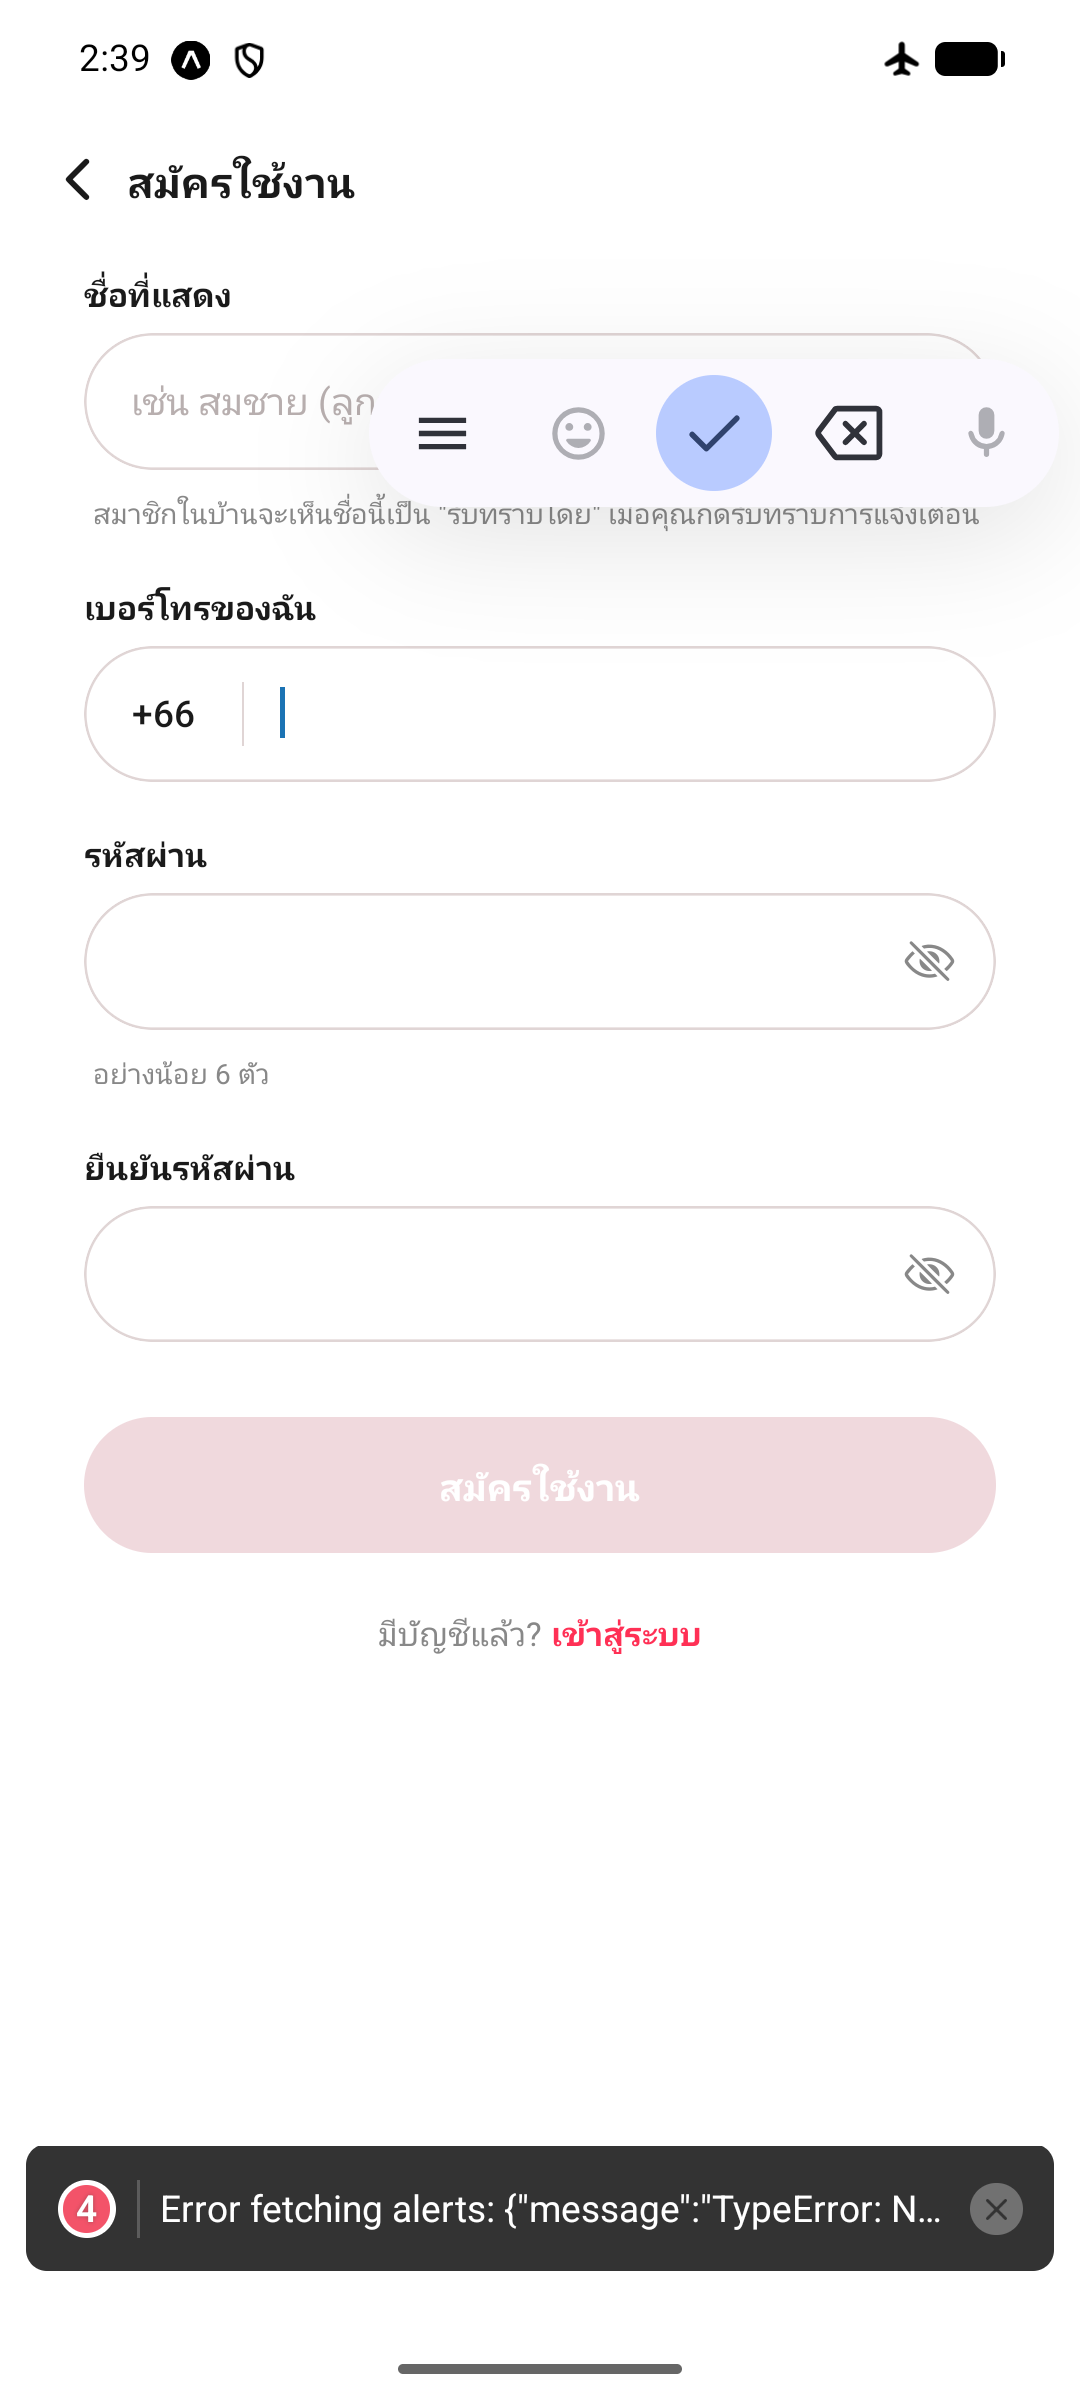 2:39
สมัครใช้งาน
ชื่อที่แสดง
เช่น สมชาย (ลูก
สมาชิกในบ้านจะเห็นชื่อนี้เป็น "รับทราบโดย" เมื่อคุณกดรับทราบการแจ้งเตือน
เบอร์โทรของฉัน
+66
รหัสผ่าน
อย่างน้อย 6 ตัว
ยืนยันรหัสผ่าน
สมัครใช้งาน
มีบัญชีแล้ว? เข้าสู่ระบบ
4 Error fetching alerts: {"message":"TypeError: N...